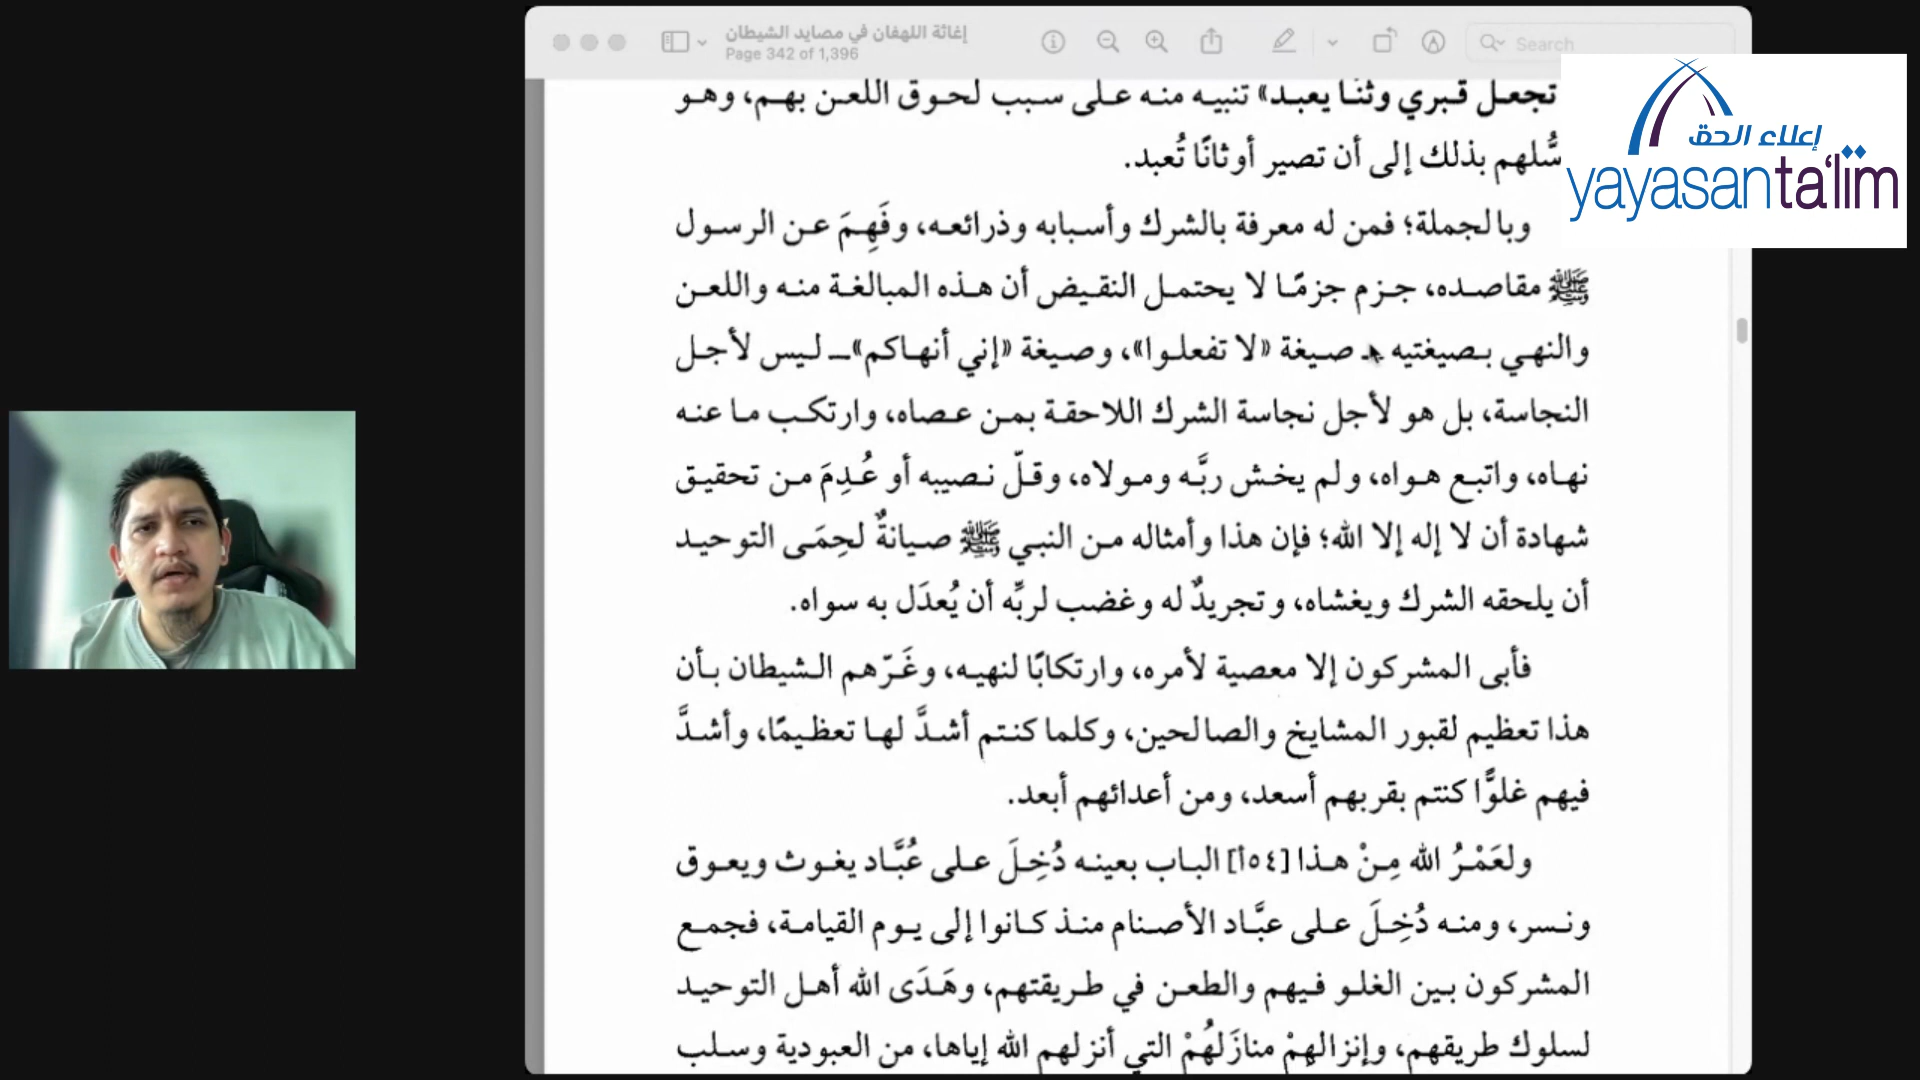 إغاثة اللهفان في مصايد الشيطان
Page 342 of 1,396
Search
إعلاء الحق
yayasanta'lim
تجعل قبري وثنًا يعبد» تنبيه منه على سبب لحوق اللعن بهم، وهو
سُّلهم بذلك إلى أن تصير أوثانًا تُعبد.
وبالجملة؛ فمن له معرفة بالشرك وأسبابه وذرائعه، وفَهِمَ عن الرسول
ﷺ مقاصده، جزم جزمًا لا يحتمل النقيض أن هذه المبالغة منه واللعن
والنهي بصيغتيه ـ صيغة «لا تفعلوا»، وصيغة «إني أنهاكم»ـ ليس لأجل
النجاسة، بل هو لأجل نجاسة الشرك اللاحقة بمن عصاه، وارتكب ما عنه
نهاه، واتبع هواه، ولم يخش ربَّه ومولاه، وقلّ نصيبه أو عُدِمَ من تحقيق
شهادة أن لا إله إلا الله؛ فإن هذا وأمثاله من النبي ﷺ صيانةٌ لحِمَى التوحيد
أن يلحقه الشرك ويغشاه، وتجريدٌ له وغضب لربِّه أن يُعدَل به سواه.
فأبى المشركون إلا معصية لأمره، وارتكابًا لنهيه، وغَرّهم الشيطان بأن
هذا تعظيم لقبور المشايخ والصالحين، وكلما كنتم أشدَّ لها تعظيمًا، وأشدَّ
فيهم غلوًّا كنتم بقربهم أسعد، ومن أعدائهم أبعد.
ولعَمْرُ الله مِنْ هذا [٥٤أ] الباب بعينه دُخِلَ على عُبَّاد يغوث ويعوق
ونسر، ومنه دُخِلَ على عبَّاد الأصنام منذ كانوا إلى يوم القيامة، فجمع
المشركون بين الغلو فيهم والطعن في طريقتهم، وهَدَى الله أهل التوحيد
لسلوك طريقهم، وإنزالهِمْ منازَلهُمْ التي أنزلهم الله إياها، من العبودية وسلب